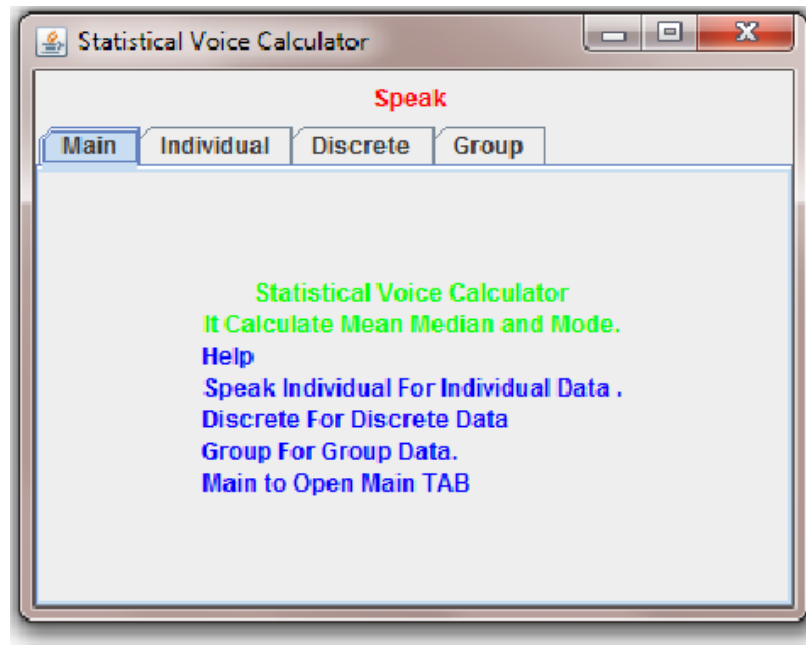 Statistical Voice Calculator
Speak
Main Individual Discrete Group
Statistical Voice Calculator
It Calculate Mean Median and Mode.
Help
Speak Individual For Individual Data .
Discrete For Discrete Data
Group For Group Data.
Main to Open Main TAB